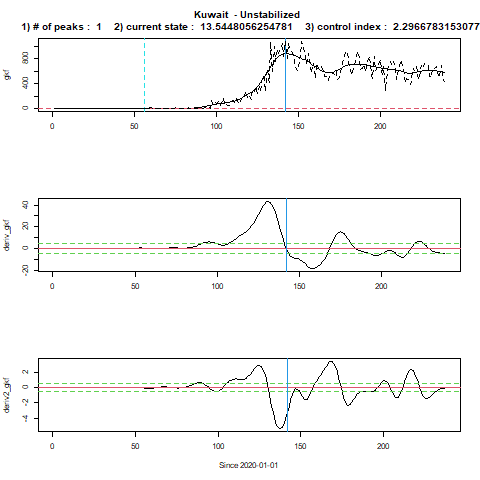 Kuwait - Unstabilized
1) # of peaks : 1 2) current state : 13.5448056254781 3) control index : 2.2966783153077
gkf
0 400 800
0 50 100 150 200
deriv_gkf
-20 0 20 40
0 50 100 150 200
deriv2_gkf
-4 -2 0 2
0 50 100 150 200
Since 2020-01-01